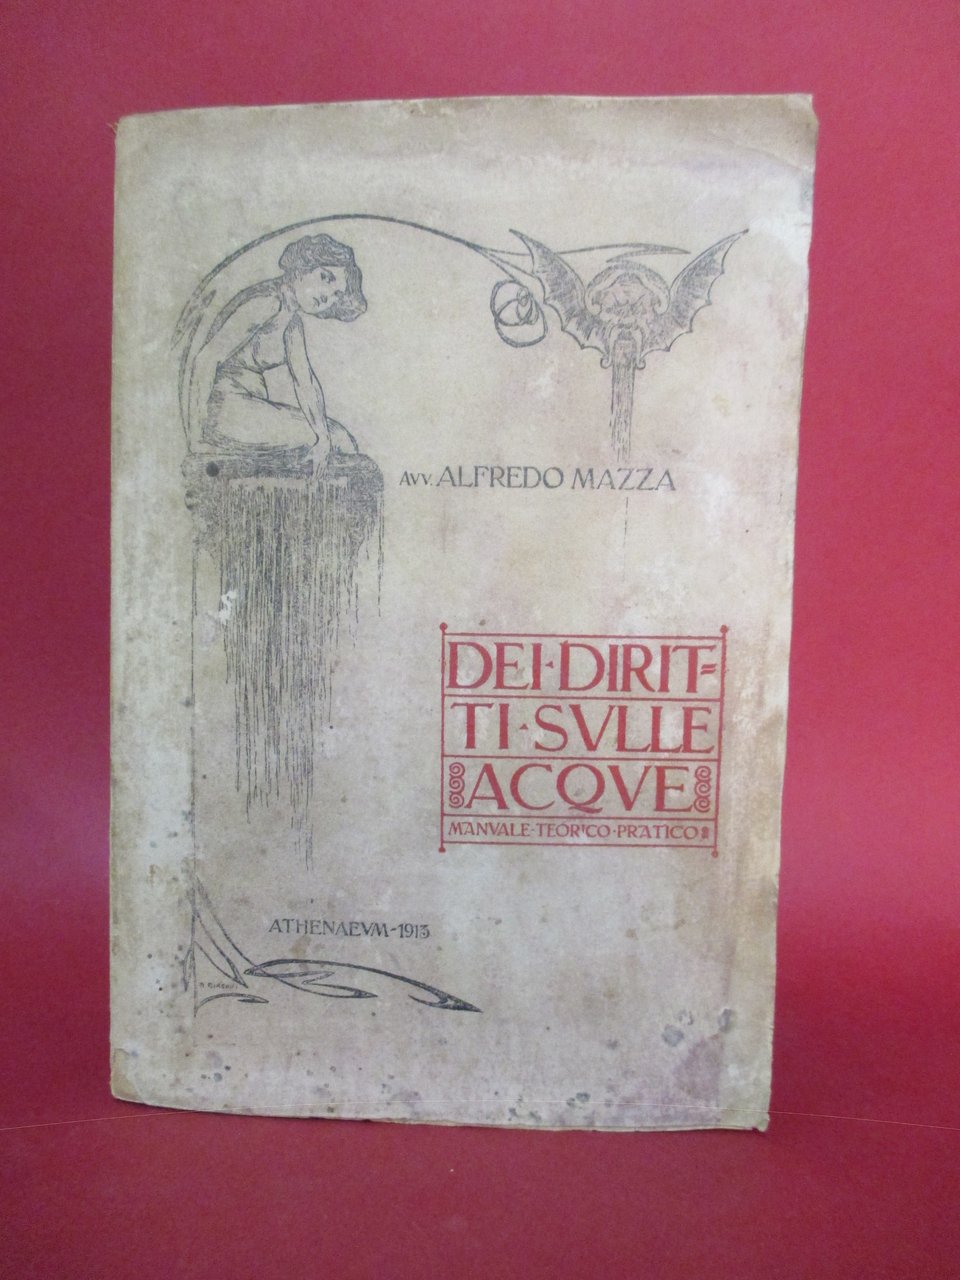 AVV. ALFREDO MAZZA
DEI·DIRIT=
TI·SVLLE
ACQVE
MANVALE·TEORICO·PRATICO
ATHENAEVM-1913